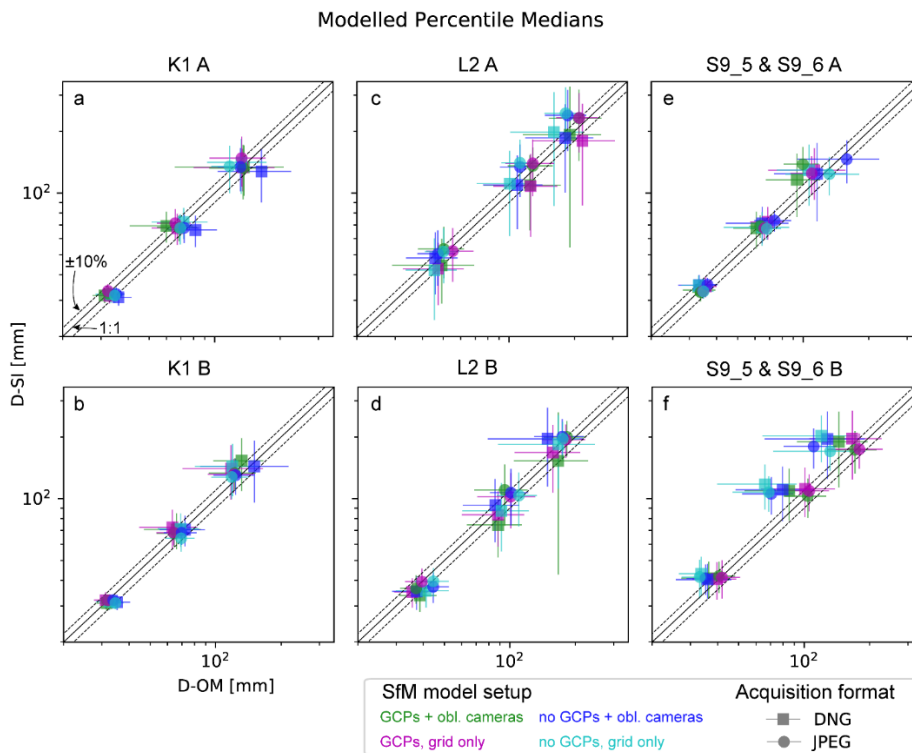 Modelled Percentile Medians
K1 A
L2 A
S9_5 & S9_6 A
a
c
e
10²
±10%
1:1
D-SI [mm]
K1 B
L2 B
S9_5 & S9_6 B
b
d
f
10²
10²
10²
10²
D-OM [mm]
SfM model setup
Acquisition format
GCPs + obl. cameras
no GCPs + obl. cameras
DNG
GCPs, grid only
no GCPs, grid only
JPEG